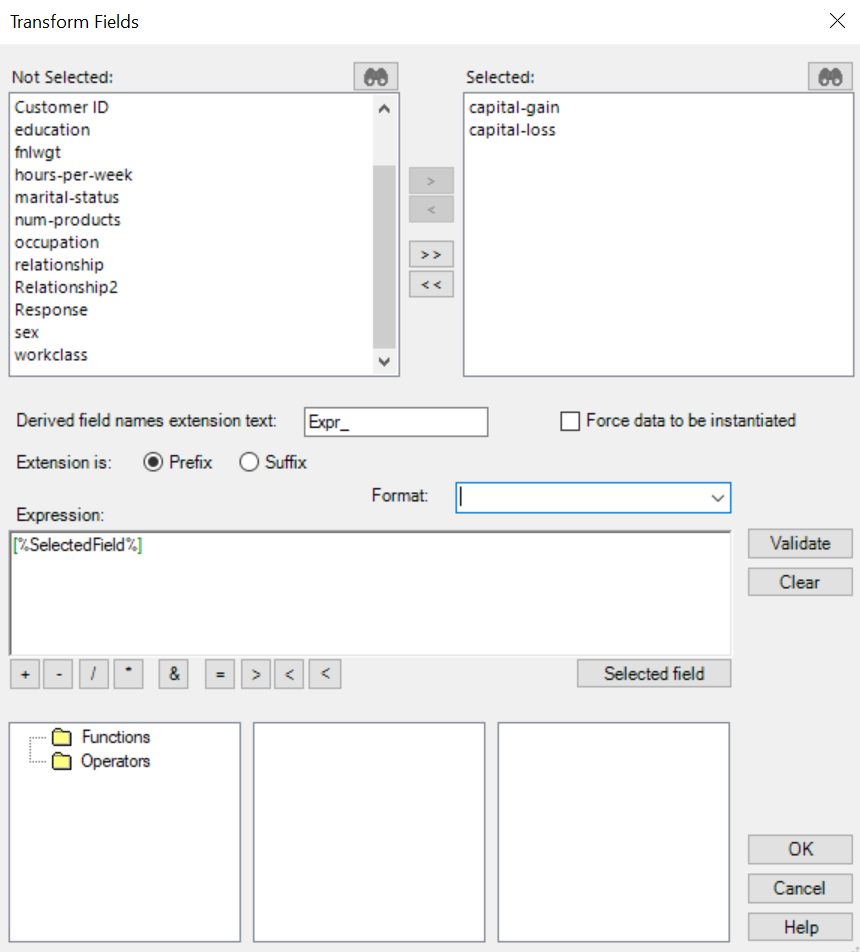 Transform Fields
Not Selected:
Selected:
Customer ID
education
fnlwgt
hours-per-week
marital-status
num-products
occupation
relationship
Relationship2
Response
sex
workclass
>
<
>>
<<
capital-gain
capital-loss
Derived field names extension text:
Expr_
Force data to be instantiated
Extension is:
Prefix
Suffix
Format:
Expression:
[%SelectedField%]
Validate
Clear
+ - / * & = > < <
Selected field
Functions
Operators
OK
Cancel
Help